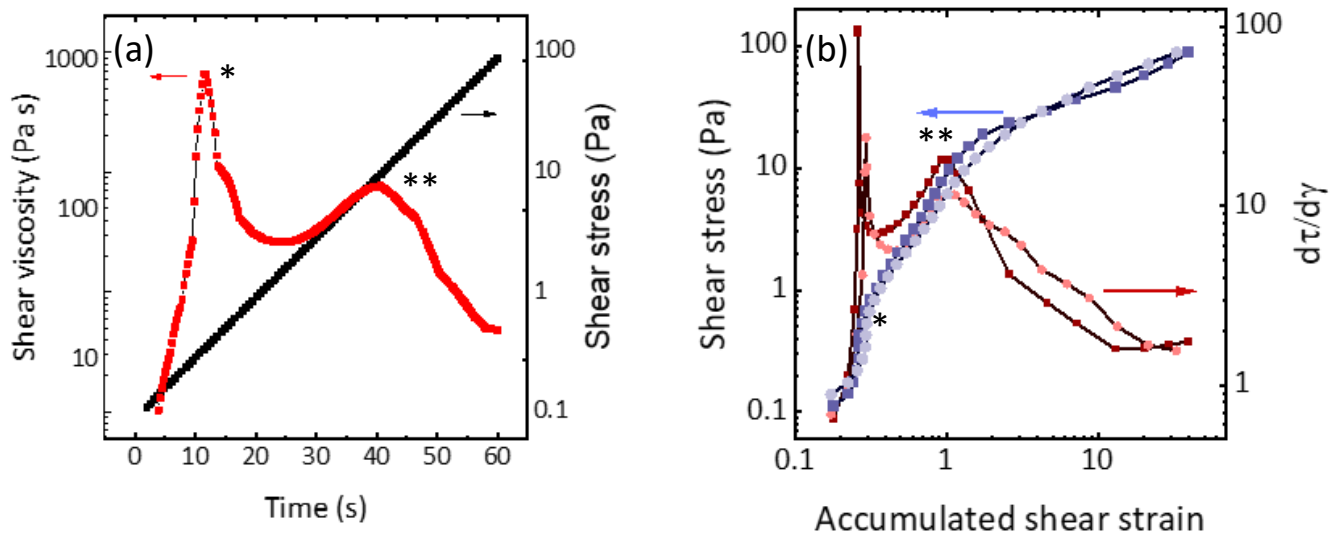 (a)
*
**
1000
100
10
Shear viscosity (Pa s)
100
10
1
0.1
Shear stress (Pa)
0 10 20 30 40 50 60
Time (s)
(b)
**
*
100
10
1
0.1
Shear stress (Pa)
100
10
1
dτ/dγ
0.1 1 10
Accumulated shear strain